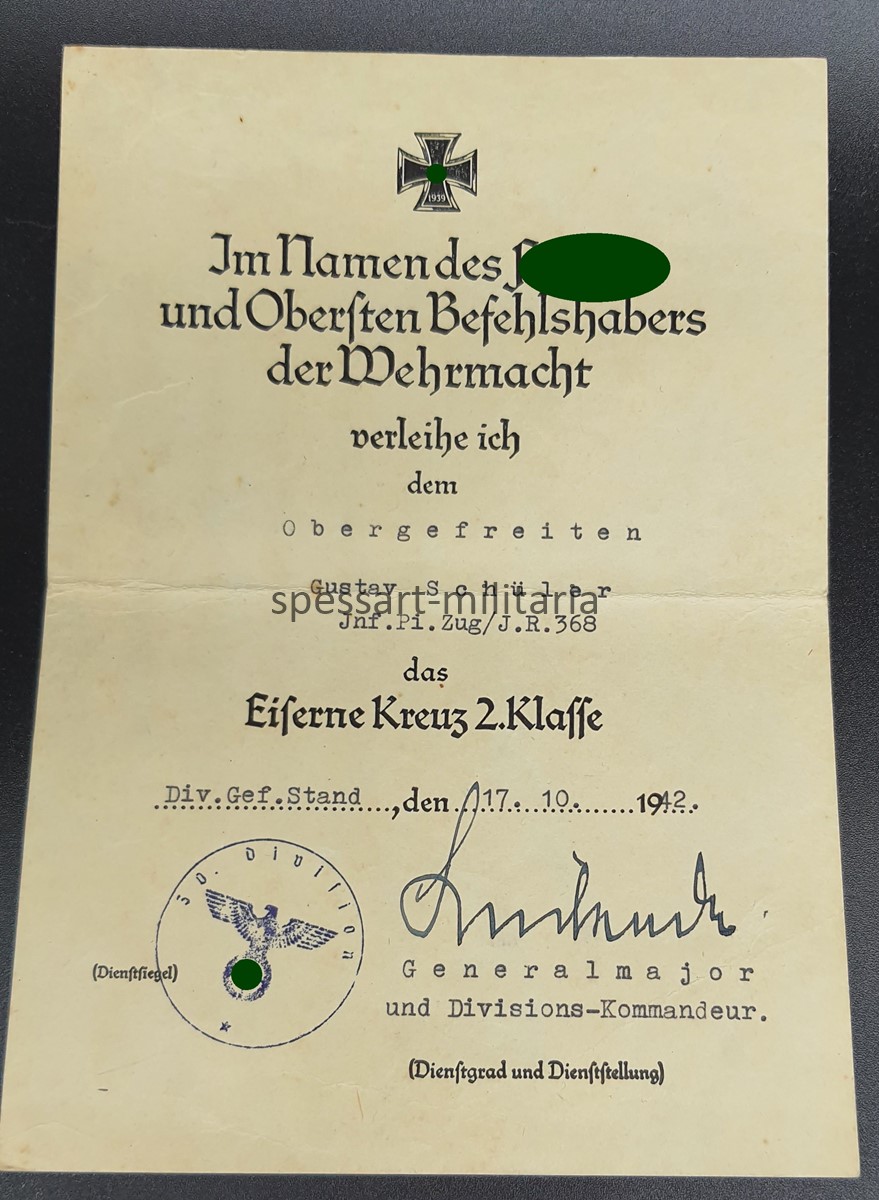 1939
Im Namen des F
und Oberſten Befehlshabers
der Wehrmacht
verleihe ich
dem
Obergefreiten
Gustav Schüler
spessart-militaria
Jnf.Pi.Zug/J.R.368
das
Eiſerne Kreuz 2.Klaſſe
Div.Gef.Stand, den 17. 10. 1942.
Diviſion
(Dienſtſiegel)
Generalmajor
und Divisions-Kommandeur.
(Dienſtgrad und Dienſtſtellung)